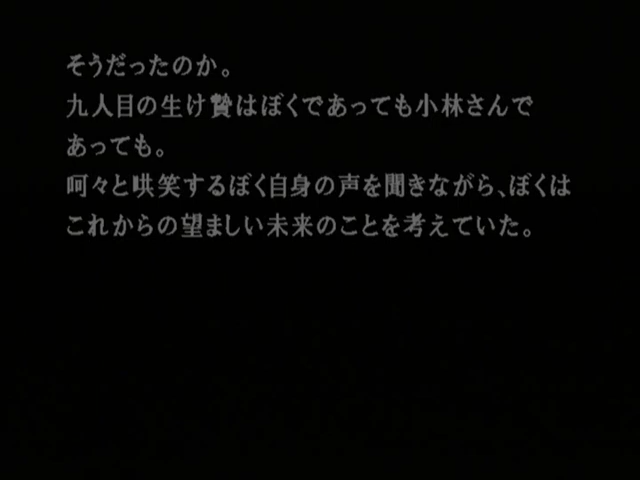 そうだったのか。
九人目の生け贄はぼくであっても小林さんで
あっても。
呵々と哄笑するぼく自身の声を聞きながら、ぼくは
これからの望ましい未来のことを考えていた。